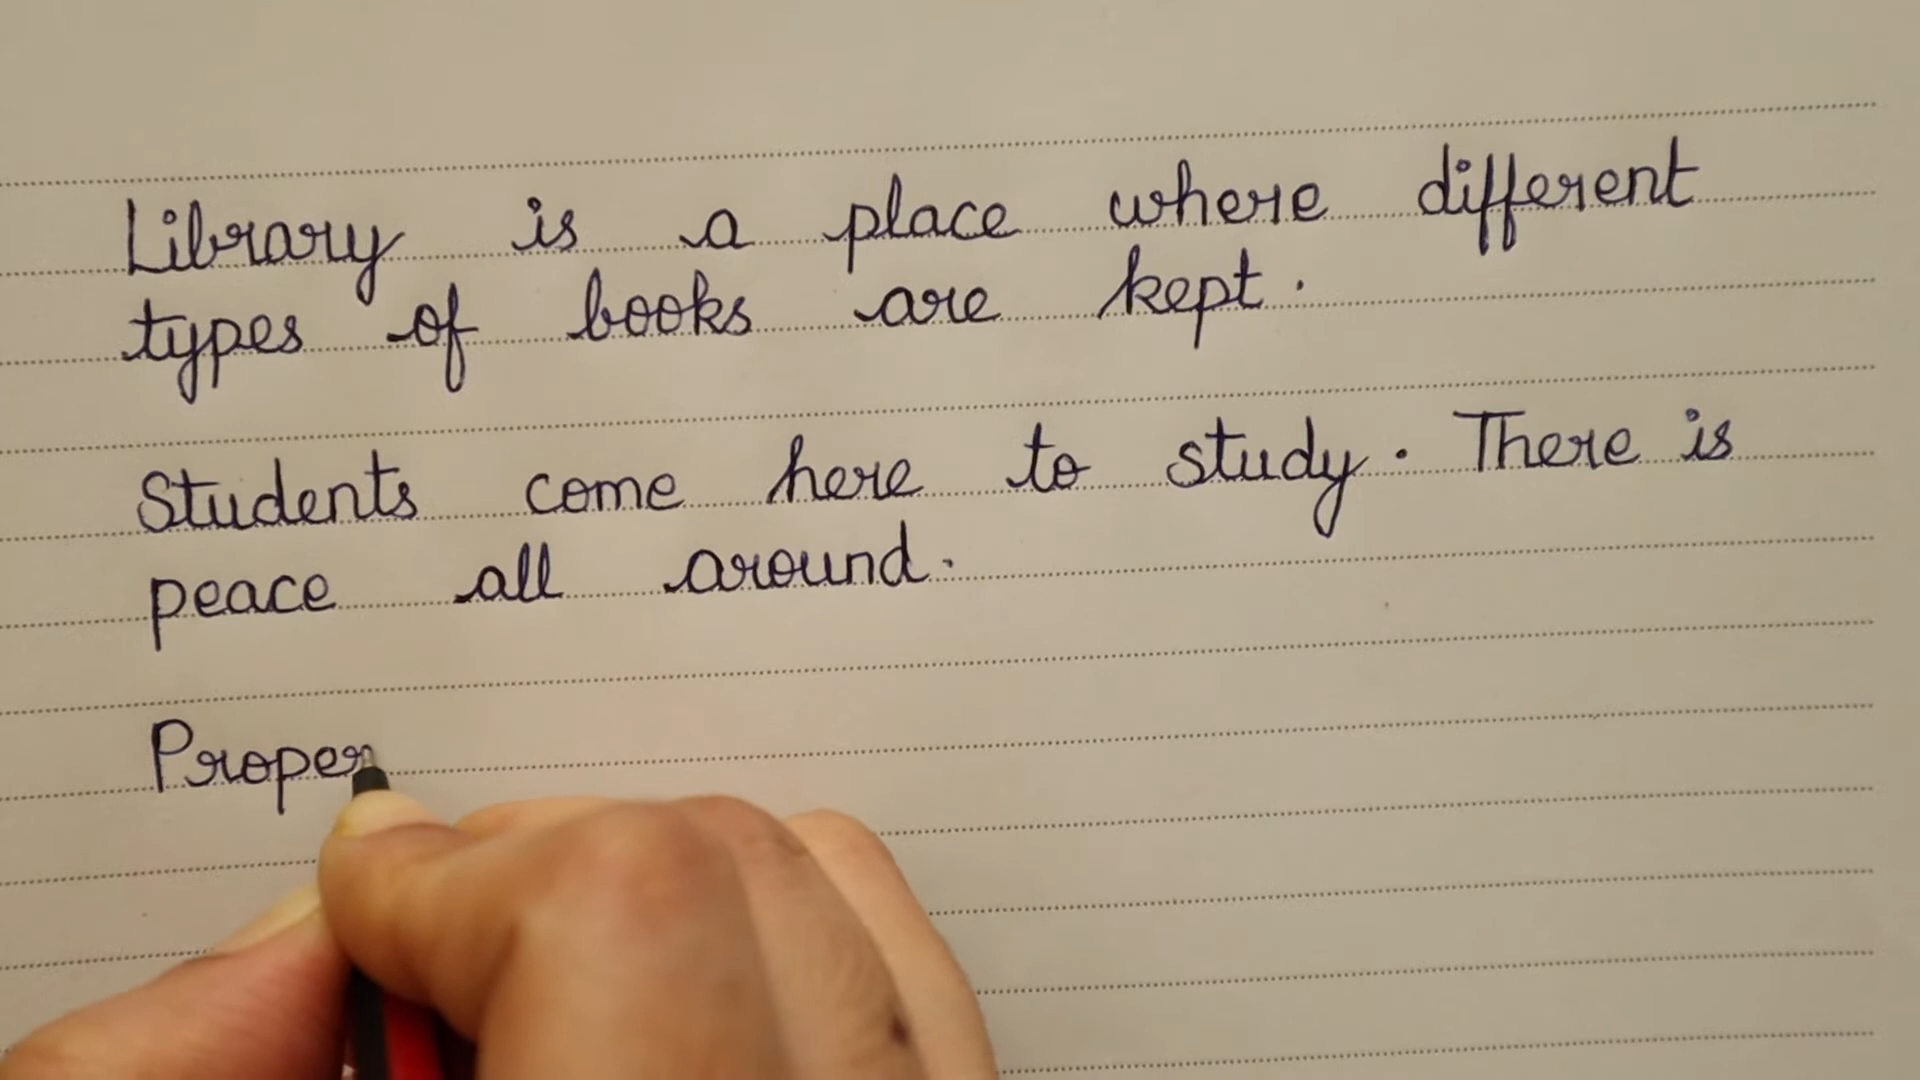 Library is a place where different
types of books are kept.
Students come here to study. There is
peace all around.
Proper